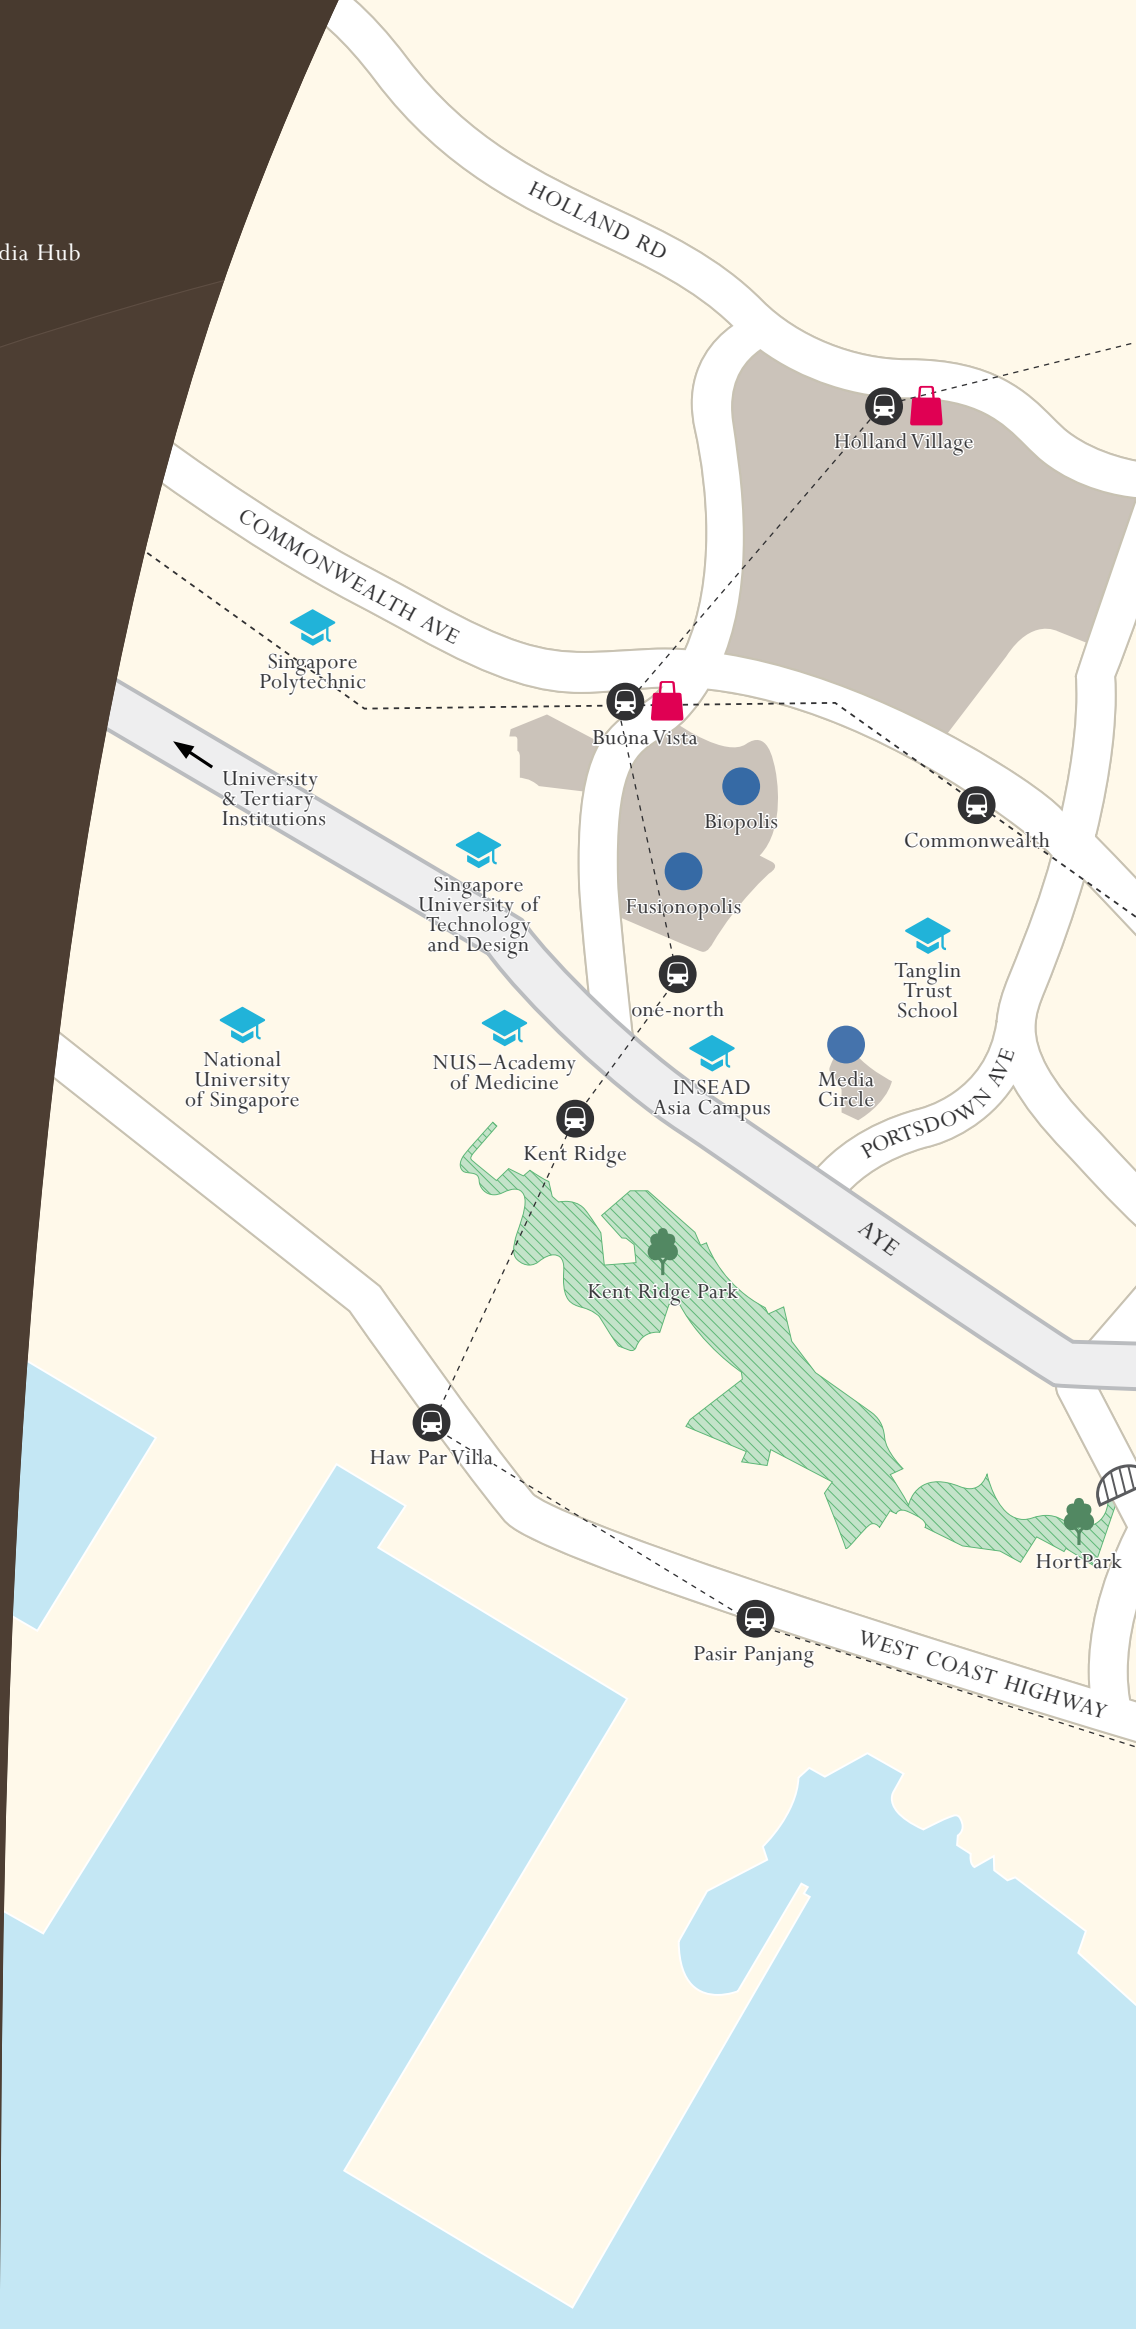 HOLLAND RD
dia Hub
Holland Village
COMMONWEALTH AVE
Singapore
Polytechnic
Buona Vista
University
& Tertiary
Institutions
Biopolis
Commonwealth
Singapore
University of
Technology
and Design
Fusionopolis
Tanglin
Trust
School
one-north
National
University
of Singapore
NUS–Academy
of Medicine
INSEAD
Asia Campus
Media
Circle
PORTSDOWN AVE
Kent Ridge
AYE
Kent Ridge Park
Haw Par Villa
HortPark
Pasir Panjang
WEST COAST HIGHWAY